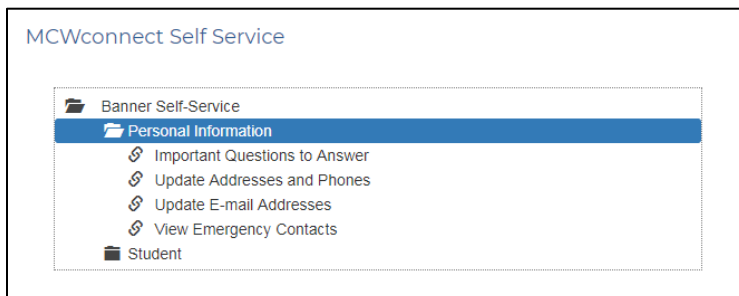 MCWconnect Self Service
Banner Self-Service
Personal Information
Important Questions to Answer
Update Addresses and Phones
Update E-mail Addresses
View Emergency Contacts
Student